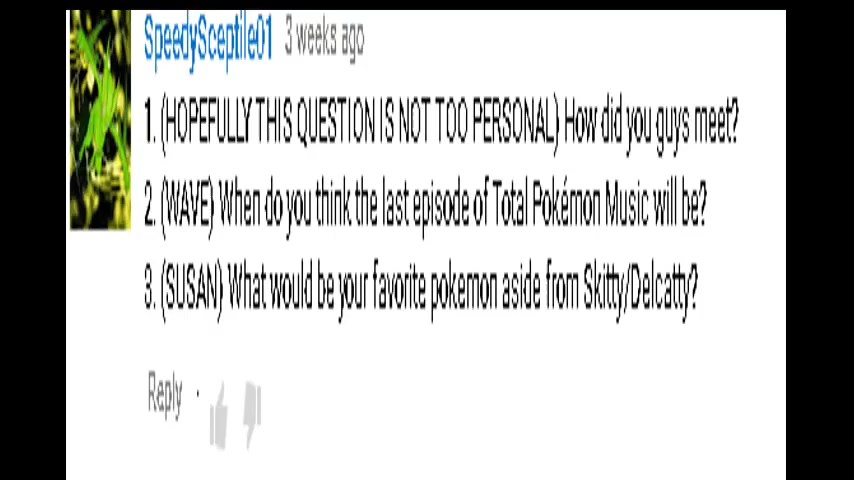 SpeedySceptile01 3 weeks ago
1. (HOPEFULLY THIS QUESTION IS NOT TOO PERSONAL) How did you guys meet?
2. (WAVE) When do you think the last episode of Total Pokémon Music will be?
3. (SUSAN) What would be your favorite pokemon aside from Skitty/Delcatty?
Reply ·